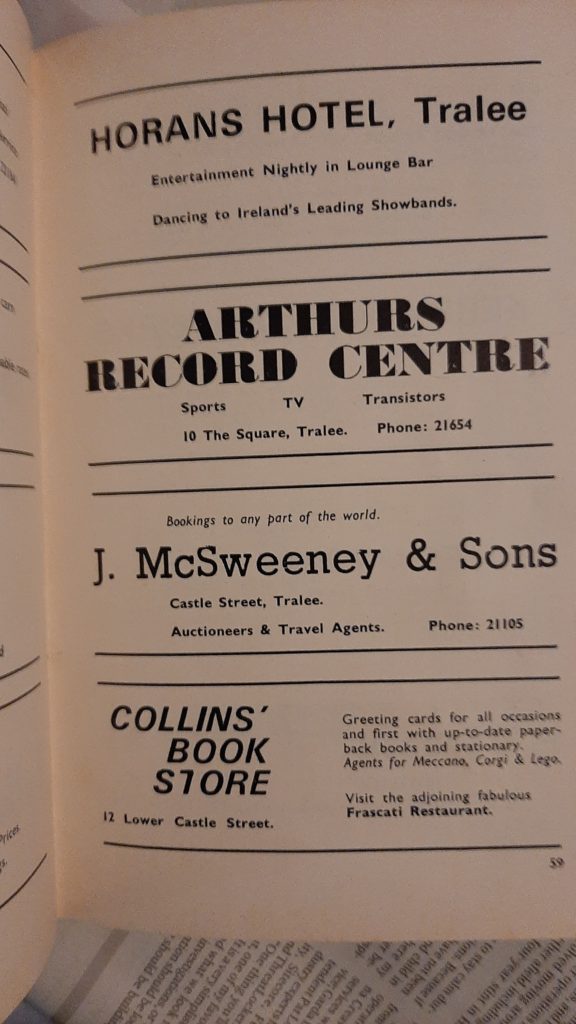 HORANS HOTEL, Tralee
Entertainment Nightly in Lounge Bar
Dancing to Ireland's Leading Showbands.
ARTHURS
RECORD CENTRE
Sports TV Transistors
10 The Square, Tralee. Phone: 21654
Bookings to any part of the world.
J. McSweeney & Sons
Castle Street, Tralee.
Auctioneers & Travel Agents. Phone: 21105
COLLINS'
BOOK
STORE
12 Lower Castle Street.
Greeting cards for all occasions
and first with up-to-date paper-
back books and stationary.
Agents for Meccano, Corgi & Lego.
Visit the adjoining fabulous
Frascati Restaurant.
59